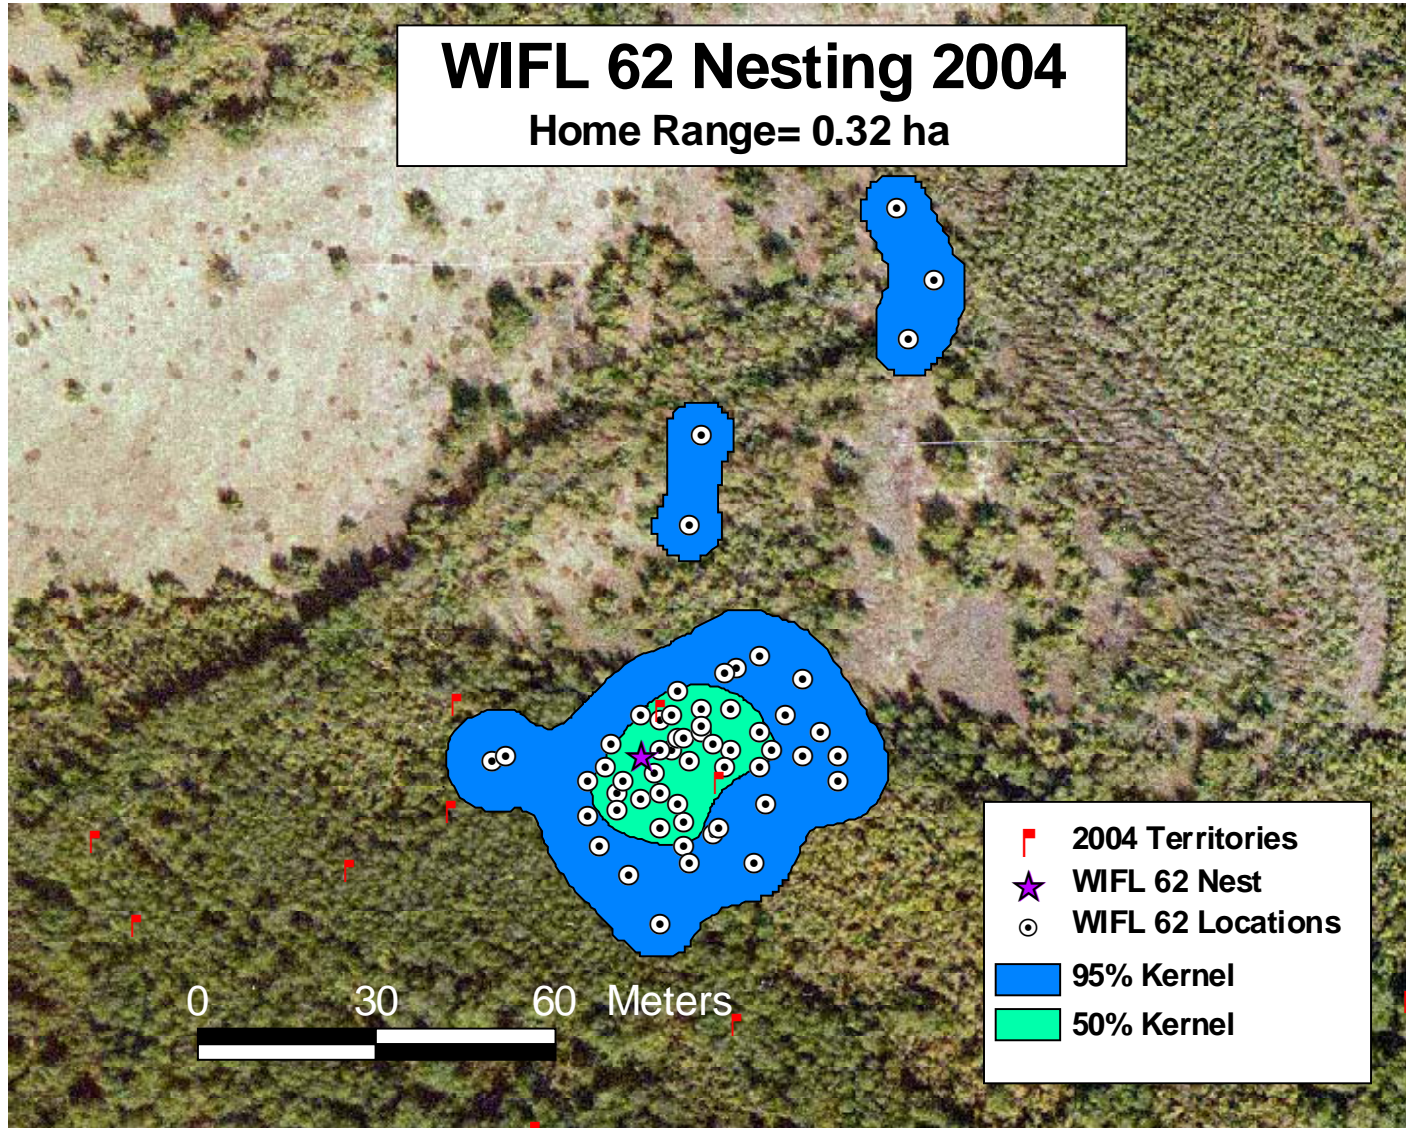 WIFL 62 Nesting 2004
Home Range= 0.32 ha
2004 Territories
WIFL 62 Nest
WIFL 62 Locations
95% Kernel
50% Kernel
0 30 60 Meters